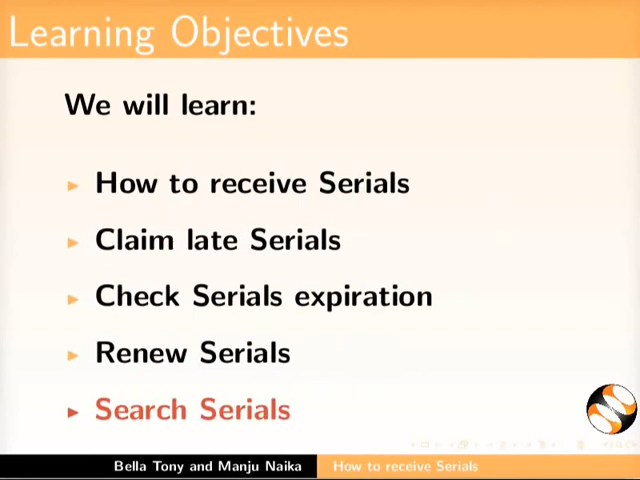 Learning Objectives
We will learn:
How to receive Serials
Claim late Serials
Check Serials expiration
Renew Serials
Search Serials
Bella Tony and Manju Naika How to receive Serials